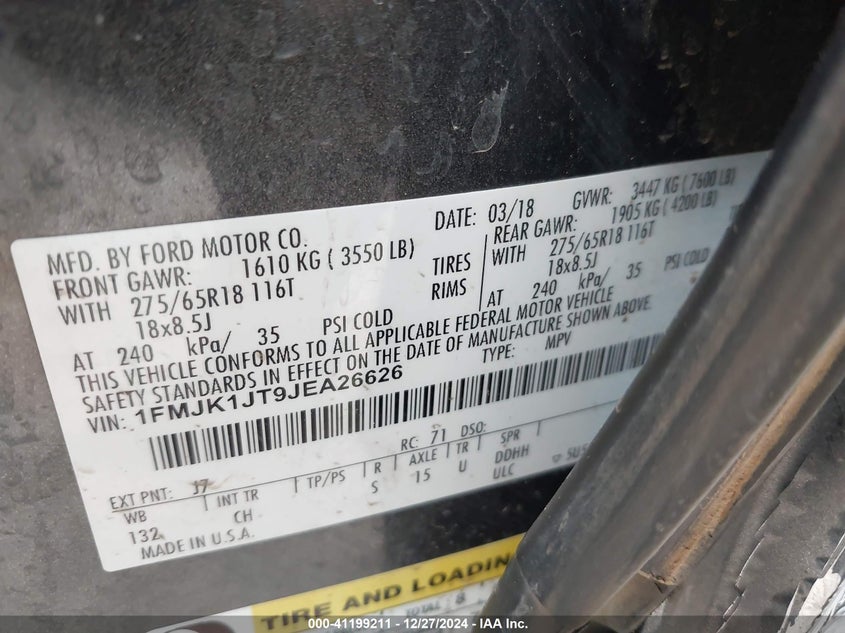 MFD. BY FORD MOTOR CO.
DATE: 03/18
GVWR: 3447 KG ( 7600 LB)
FRONT GAWR: 1610 KG ( 3550 LB)
REAR GAWR: 1905 KG ( 4200 LB)
WITH 275/65R18 116T TIRES WITH 275/65R18 116T
18x8.5J RIMS 18x8.5J
AT 240 kPa/ 35 PSI COLD AT 240 kPa/ 35 PSI COLD
THIS VEHICLE CONFORMS TO ALL APPLICABLE FEDERAL MOTOR VEHICLE
SAFETY STANDARDS IN EFFECT ON THE DATE OF MANUFACTURE SHOWN ABOVE.
VIN: 1FMJK1JT9JEA26626
TYPE: MPV
RC: 71 DSO:
EXT PNT: J7
WB INT TR TP/PS R AXLE TR SPR
S 15 U DDHH
132 CH ULC
MADE IN U.S.A.
TIRE AND LOADIN
TOTAL 8
000-41199211 - 12/27/2024 - IAA Inc.